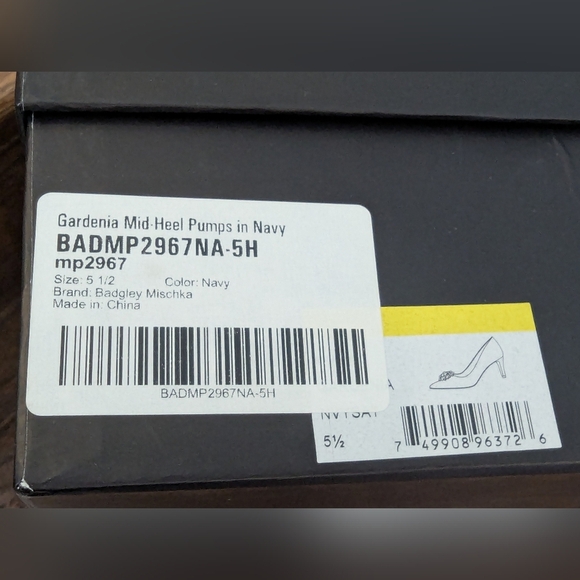 Gardenia Mid-Heel Pumps in Navy
BADMP2967NA-5H
mp2967
Size: 5 1/2 Color: Navy
Brand: Badgley Mischka
Made in: China
BADMP2967NA-5H
A
NVYSAT
5½
7 49908 96372 6